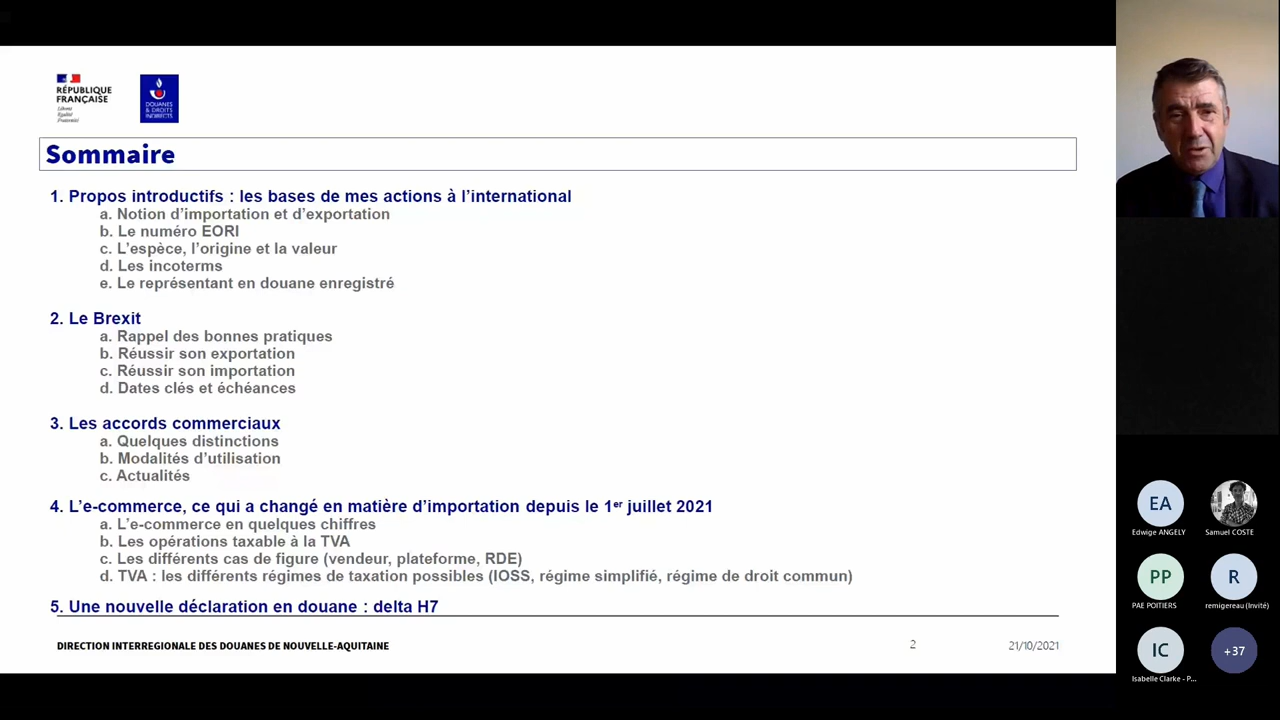 RÉPUBLIQUE
FRANÇAISE
Liberté
Égalité
Fraternité
DOUANES
& DROITS
INDIRECTS
Sommaire
1. Propos introductifs : les bases de mes actions à l’international
a. Notion d’importation et d’exportation
b. Le numéro EORI
c. L’espèce, l’origine et la valeur
d. Les incoterms
e. Le représentant en douane enregistré
2. Le Brexit
a. Rappel des bonnes pratiques
b. Réussir son exportation
c. Réussir son importation
d. Dates clés et échéances
3. Les accords commerciaux
a. Quelques distinctions
b. Modalités d’utilisation
c. Actualités
4. L’e-commerce, ce qui a changé en matière d’importation depuis le 1er juillet 2021
a. L’e-commerce en quelques chiffres
b. Les opérations taxable à la TVA
c. Les différents cas de figure (vendeur, plateforme, RDE)
d. TVA : les différents régimes de taxation possibles (IOSS, régime simplifié, régime de droit commun)
5. Une nouvelle déclaration en douane : delta H7
DIRECTION INTERREGIONALE DES DOUANES DE NOUVELLE-AQUITAINE
2
21/10/2021
EA
Edwige ANGELY
Samuel COSTE
PP
PAE POITIERS
R
remigereau (Invité)
IC
Isabelle Clarke - P...
+37